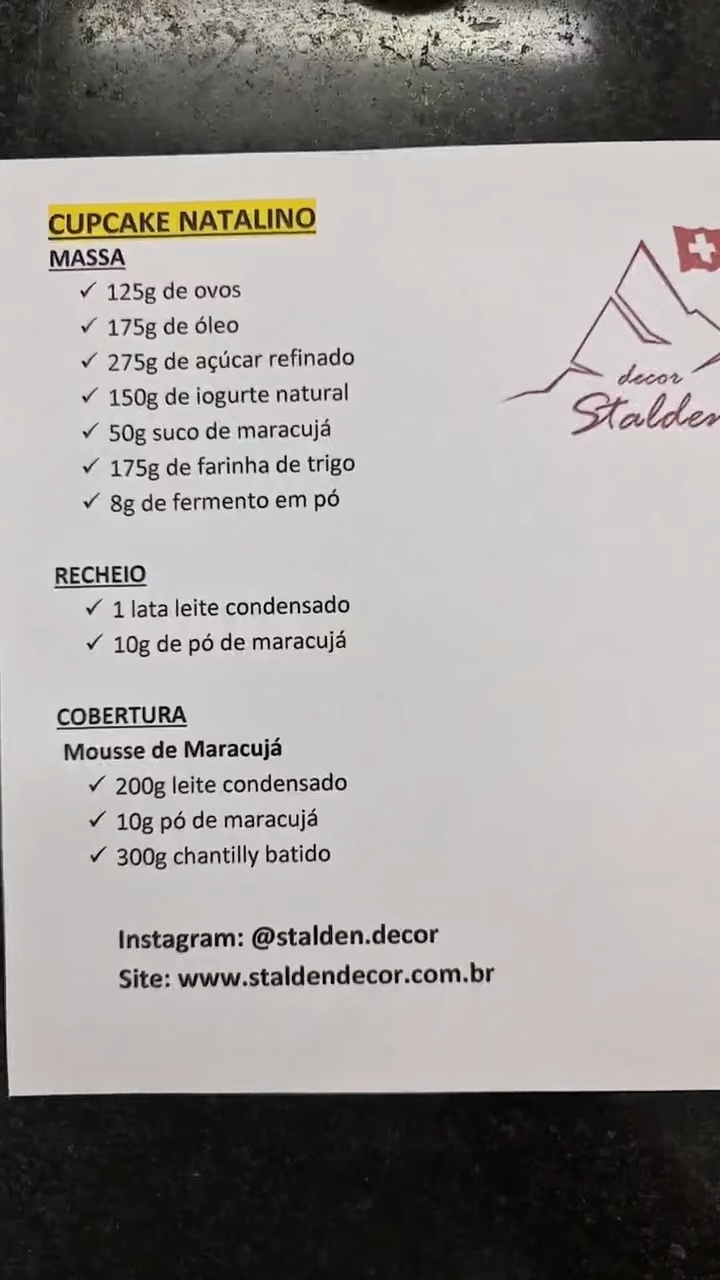 CUPCAKE NATALINO
MASSA
✓ 125g de ovos
✓ 175g de óleo
✓ 275g de açúcar refinado
✓ 150g de iogurte natural
✓ 50g suco de maracujá
✓ 175g de farinha de trigo
✓ 8g de fermento em pó
RECHEIO
✓ 1 lata leite condensado
✓ 10g de pó de maracujá
COBERTURA
Mousse de Maracujá
✓ 200g leite condensado
✓ 10g pó de maracujá
✓ 300g chantilly batido
Instagram: @stalden.decor
Site: www.staldendecor.com.br
decor
Stalden